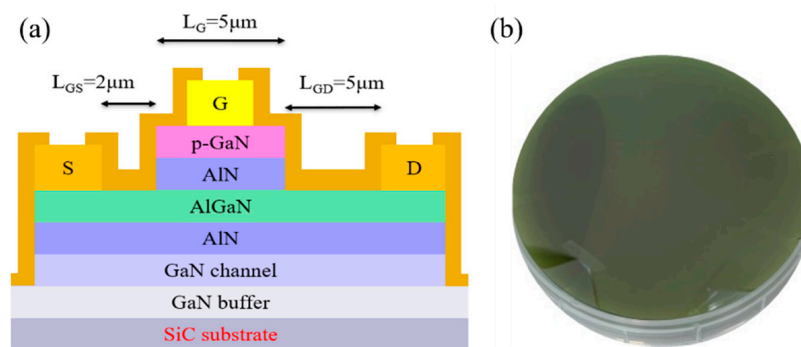 (a)
L_G=5μm
L_GS=2μm
L_GD=5μm
G
p-GaN
S
AlN
D
AlGaN
AlN
GaN channel
GaN buffer
SiC substrate
(b)